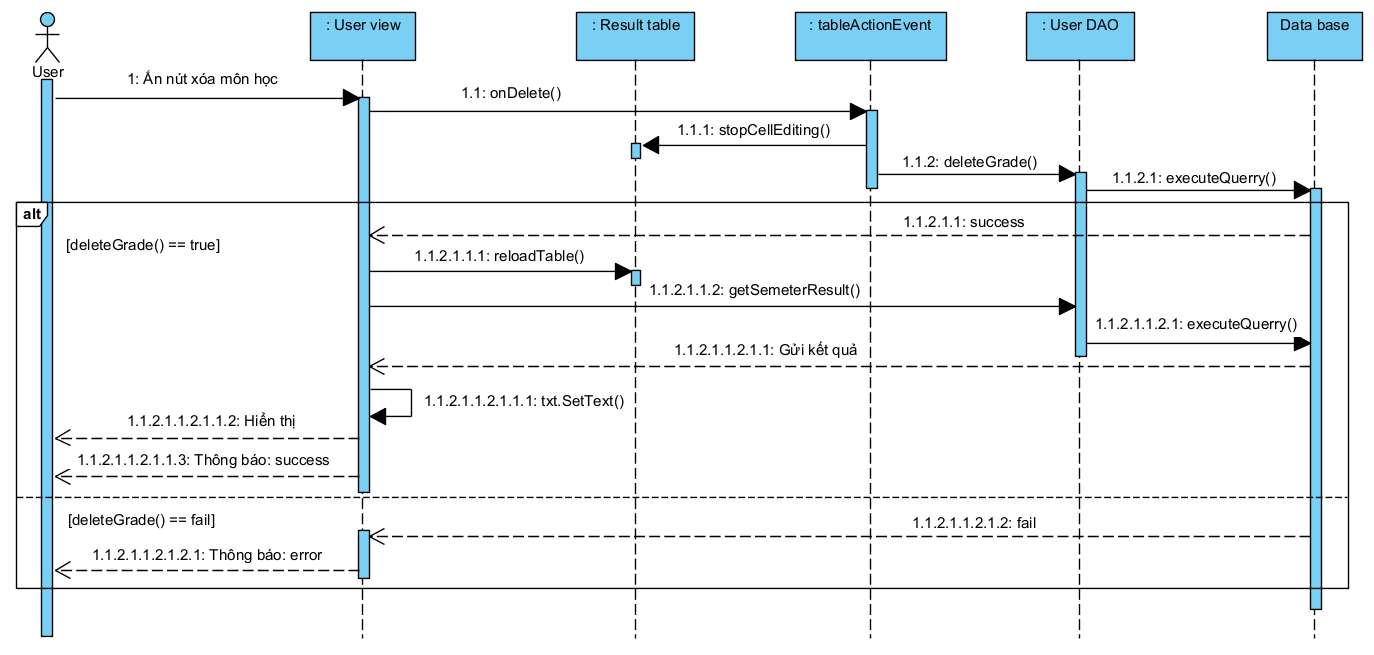 : User view
: Result table
: tableActionEvent
: User DAO
Data base
User
1: Ấn nút xóa môn học
1.1: onDelete()
1.1.1: stopCellEditing()
1.1.2: deleteGrade()
1.1.2.1: executeQuerry()
alt
1.1.2.1.1: success
[deleteGrade() == true]
1.1.2.1.1.1: reloadTable()
1.1.2.1.1.2: getSemeterResult()
1.1.2.1.1.2.1: executeQuerry()
1.1.2.1.1.2.1.1: Gửi kết quả
1.1.2.1.1.2.1.1.1: txt.SetText()
1.1.2.1.1.2.1.1.2: Hiển thị
1.1.2.1.1.2.1.1.3: Thông báo: success
[deleteGrade() == fail]
1.1.2.1.1.2.1.2: fail
1.1.2.1.1.2.1.2.1: Thông báo: error